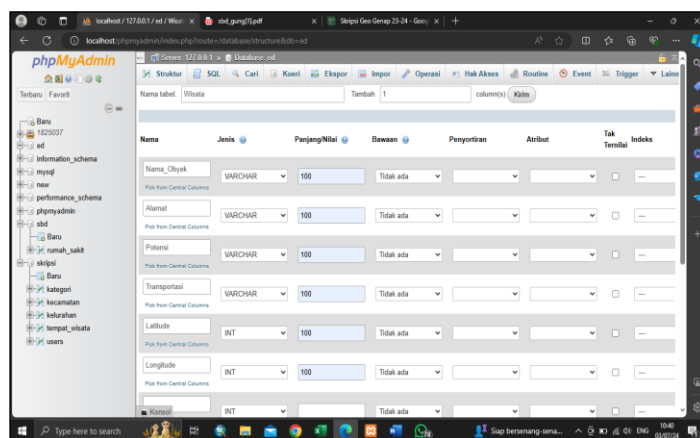 localhost / 127.0.0.1 / ed / Wisat
sbd_gung[1].pdf
Skripsi Geo Genap 23-24 - Goog
localhost/phpmyadmin/index.php?route=/database/structure&db=ed
phpMyAdmin
Terbaru Favorit
Baru
1825037
ed
information_schema
mysql
new
performance_schema
phpmyadmin
sbd
Baru
rumah_sakit
skripsi
Baru
kategori
kecamatan
kelurahan
tempat_wisata
users
Server: 127.0.0.1 » Database: ed
Struktur SQL Cari Kueri Ekspor Impor Operasi Hak Akses Routine Event Trigger Lainn
Nama tabel: Wisata Tambah 1 column(s) Kirim
Nama Jenis Panjang/Nilai Bawaan Penyortiran Atribut Tak Ternilai Indeks
Nama_Obyek VARCHAR 100 Tidak ada ---
Pick from Central Columns
Alamat VARCHAR 100 Tidak ada ---
Pick from Central Columns
Potensi VARCHAR 100 Tidak ada ---
Pick from Central Columns
Transportasi VARCHAR 100 Tidak ada ---
Pick from Central Columns
Latitude INT 100 Tidak ada ---
Pick from Central Columns
Longitude INT 100 Tidak ada ---
Pick from Central Columns
INT Tidak ada ---
Konsol
Type here to search
Siap bersenang-sena...
ENG
10:40
03/07/24